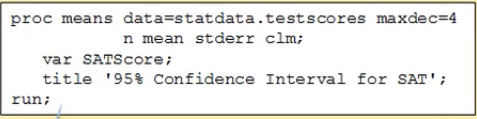 proc means data=statdata.testscores maxdec=4
n mean stderr clm;
var SATScore;
title '95% Confidence Interval for SAT';
run;